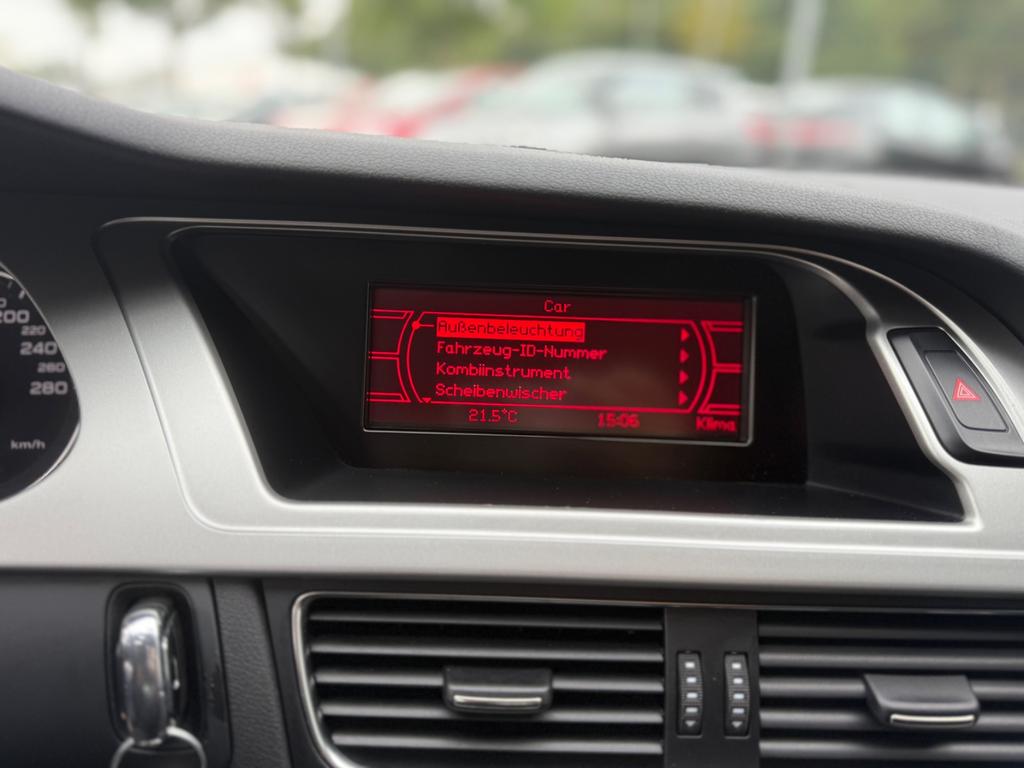 200
220
240
260
280
km/h
Car
Außenbeleuchtung
Fahrzeug-ID-Nummer
Kombiinstrument
Scheibenwischer
21.5°C 15:06 Klima